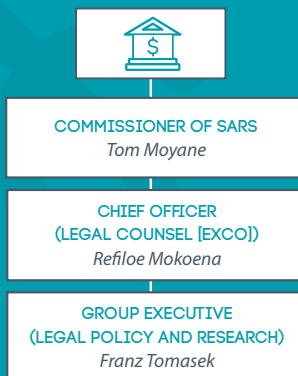 $
COMMISSIONER OF SARS
Tom Moyane
CHIEF OFFICER
(LEGAL COUNSEL [EXCO])
Refiloe Mokoena
GROUP EXECUTIVE
(LEGAL POLICY AND RESEARCH)
Franz Tomasek